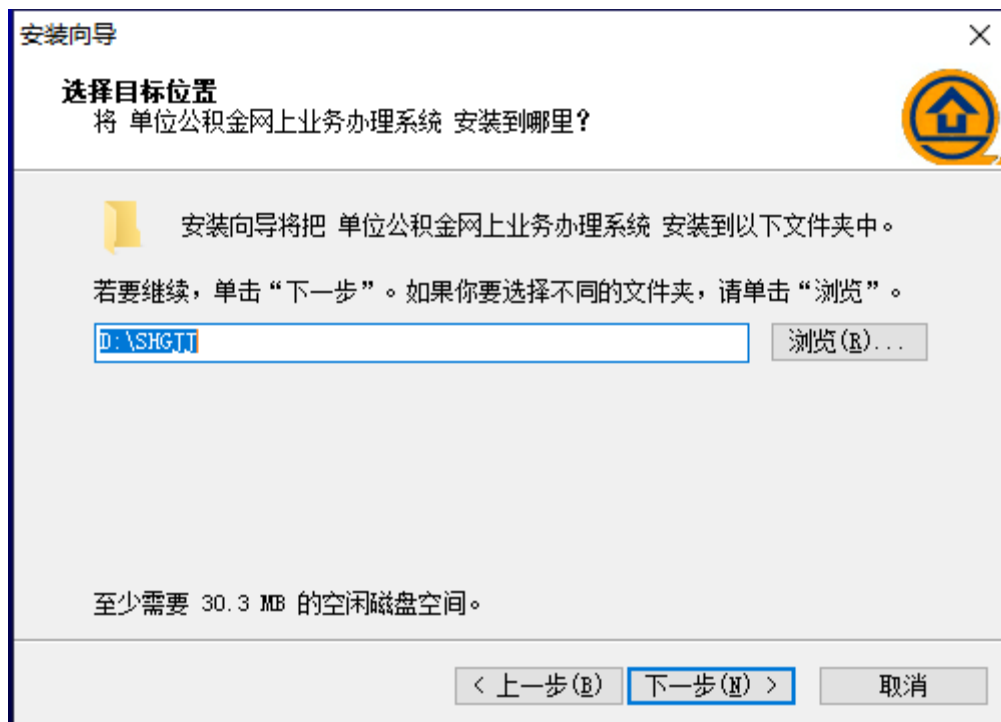 安装向导
选择目标位置
将 单位公积金网上业务办理系统 安装到哪里?
安装向导将把 单位公积金网上业务办理系统 安装到以下文件夹中。
若要继续，单击“下一步”。如果你要选择不同的文件夹，请单击“浏览”。
D:\SHGJJ
浏览(R)...
至少需要 30.3 MB 的空闲磁盘空间。
< 上一步(B)
下一步(N) >
取消